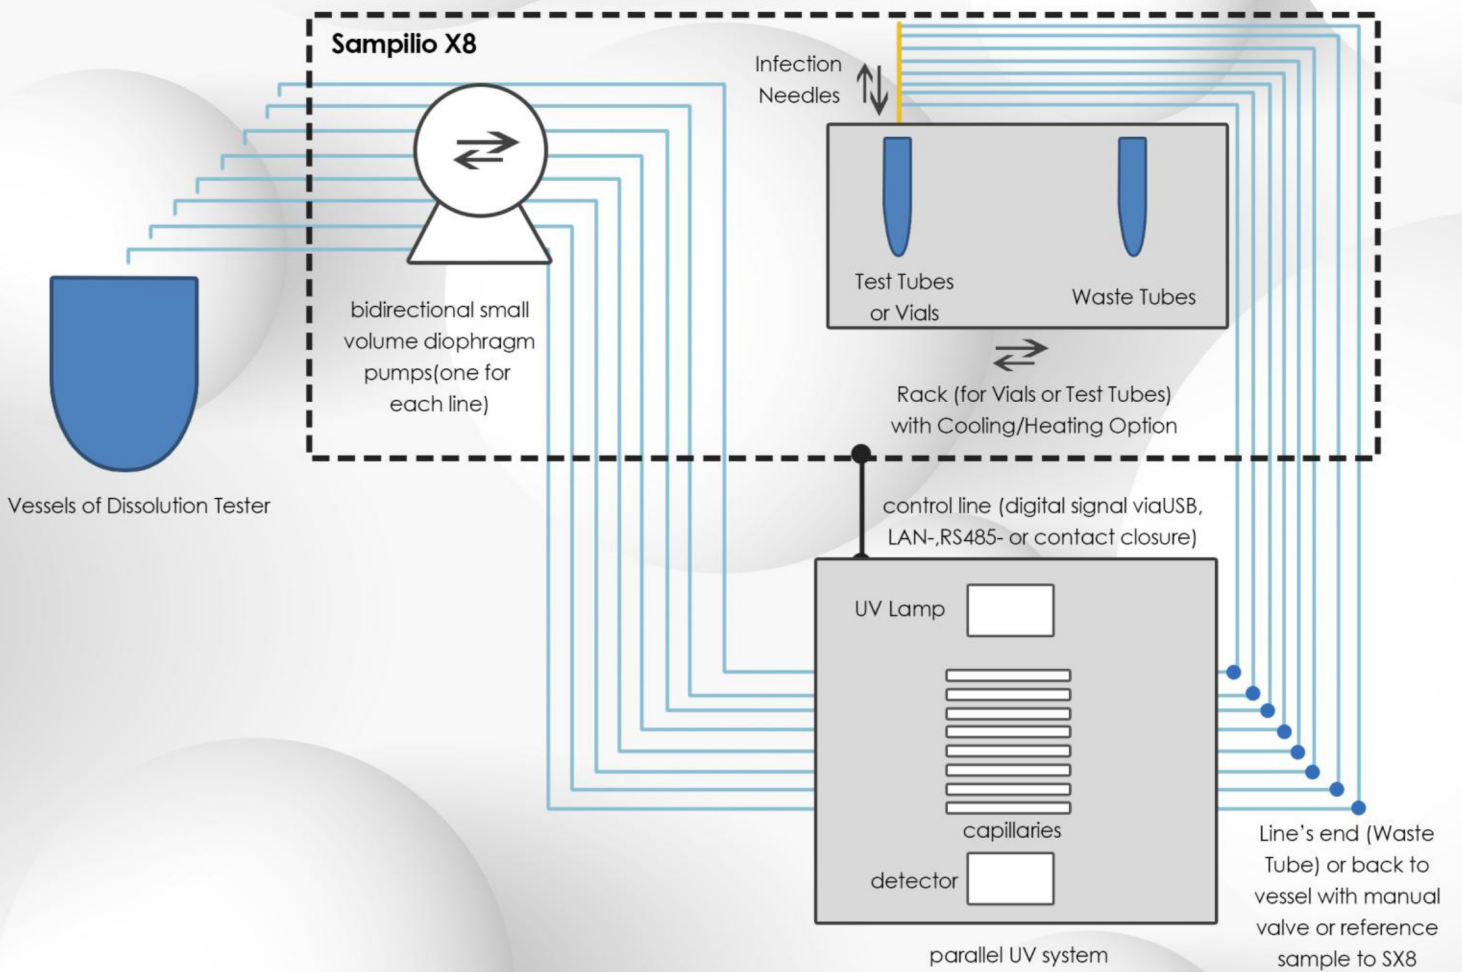 Sampilio X8
Infection
Needles
Test Tubes
or Vials
Waste Tubes
bidirectional small
volume diophragm
pumps(one for
each line)
Rack (for Vials or Test Tubes)
with Cooling/Heating Option
Vessels of Dissolution Tester
control line (digital signal viaUSB,
LAN-,RS485- or contact closure)
UV Lamp
capillaries
detector
Line's end (Waste
Tube) or back to
vessel with manual
valve or reference
sample to SX8
parallel UV system